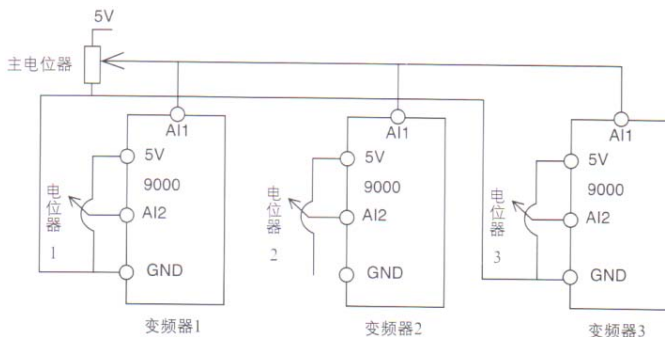 5V
主电位器
AI1
AI1
AI1
5V
5V
5V
9000
9000
9000
电位器1
AI2
电位器2
AI2
电位器3
AI2
GND
GND
GND
变频器1
变频器2
变频器3